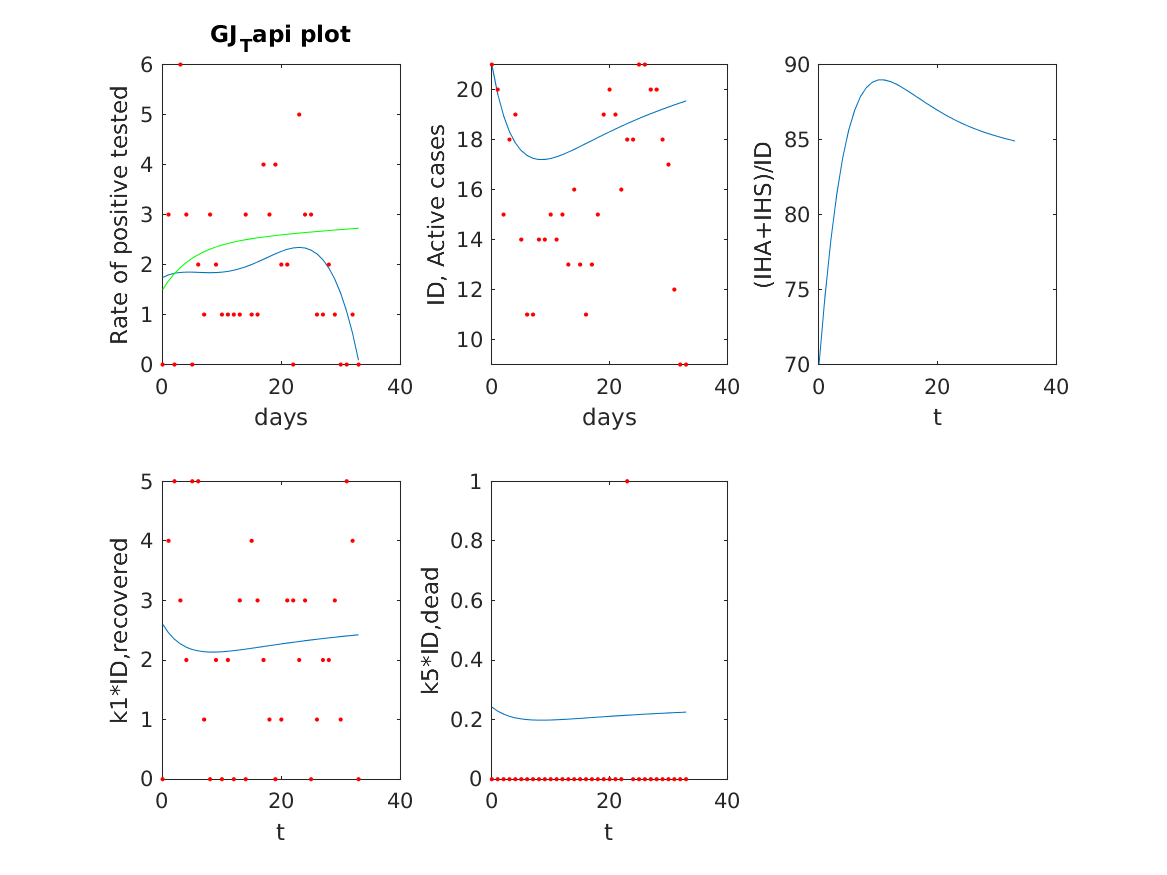 GJTapi plot
6
5
4
3
2
1
0
Rate of positive tested
0 20 40
days
20
18
16
14
12
10
ID, Active cases
0 20 40
days
90
85
80
75
70
(IHA+IHS)/ID
0 20 40
t
5
4
3
2
1
0
k1*ID,recovered
0 20 40
t
1
0.8
0.6
0.4
0.2
0
k5*ID,dead
0 20 40
t